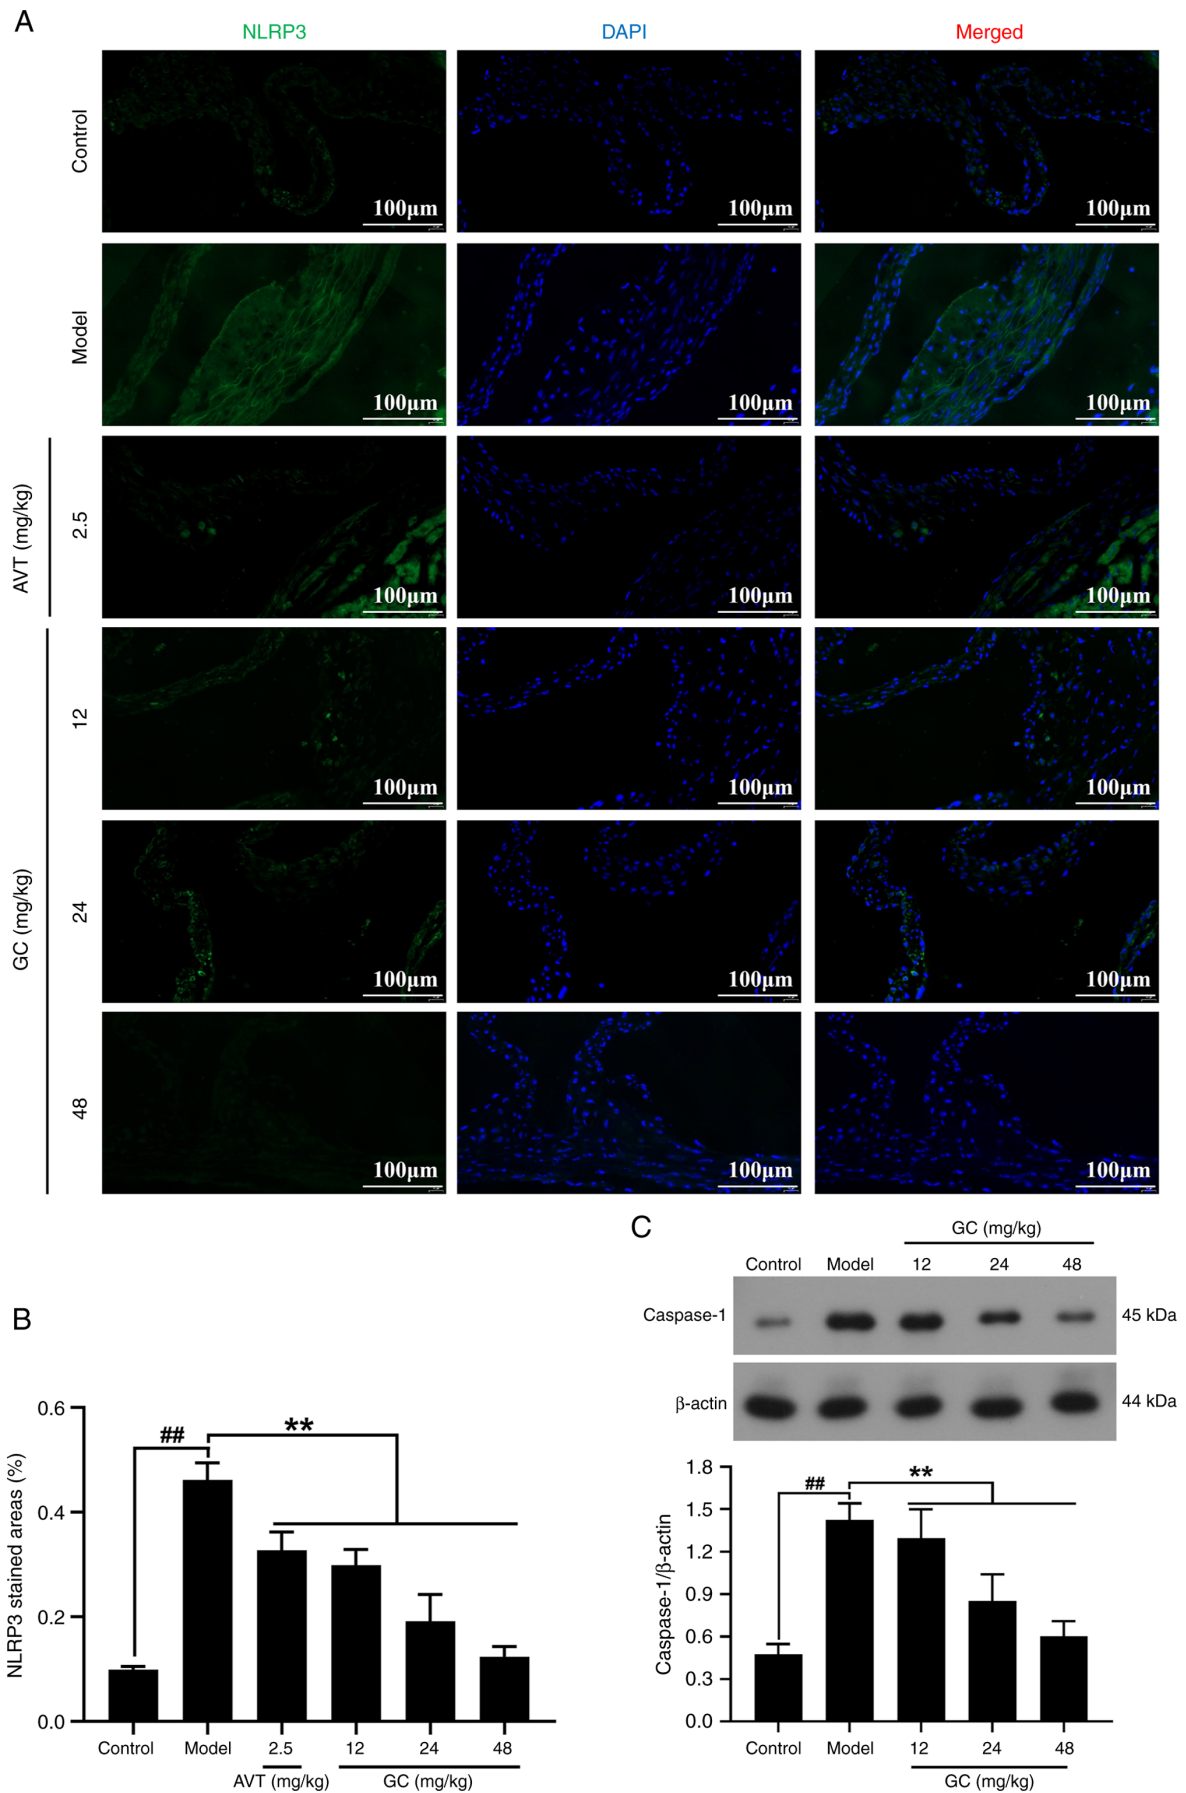 A
NLRP3 DAPI Merged
Control
100μm 100μm 100μm
Model
100μm 100μm 100μm
AVT (mg/kg)
2.5
100μm 100μm 100μm
GC (mg/kg)
12
100μm 100μm 100μm
24
100μm 100μm 100μm
48
100μm 100μm 100μm
B
NLRP3 stained areas (%)
0.6
0.4
0.2
0.0
##
**
Control Model 2.5 12 24 48
AVT (mg/kg) GC (mg/kg)
C
GC (mg/kg)
Control Model 12 24 48
Caspase-1 45 kDa
β-actin 44 kDa
Caspase-1/β-actin
1.8
1.5
1.2
0.9
0.6
0.3
0.0
##
**
Control Model 12 24 48
GC (mg/kg)